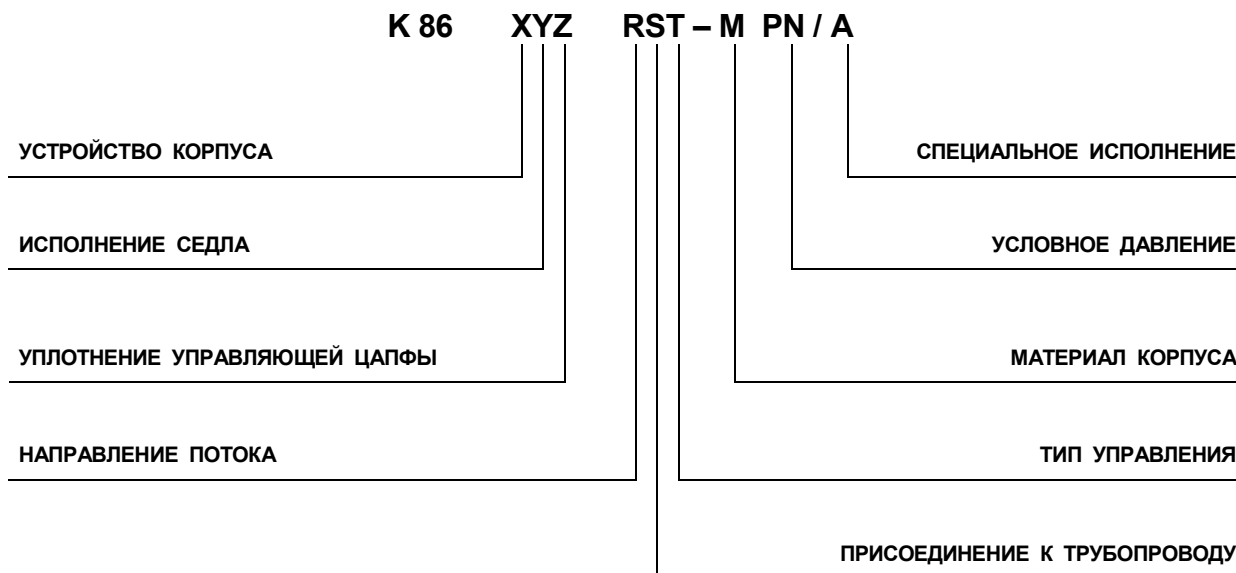 K 86 XYZ RST – M PN / A
УСТРОЙСТВО КОРПУСА
СПЕЦИАЛЬНОЕ ИСПОЛНЕНИЕ
ИСПОЛНЕНИЕ СЕДЛА
УСЛОВНОЕ ДАВЛЕНИЕ
УПЛОТНЕНИЕ УПРАВЛЯЮЩЕЙ ЦАПФЫ
МАТЕРИАЛ КОРПУСА
НАПРАВЛЕНИЕ ПОТОКА
ТИП УПРАВЛЕНИЯ
ПРИСОЕДИНЕНИЕ К ТРУБОПРОВОДУ